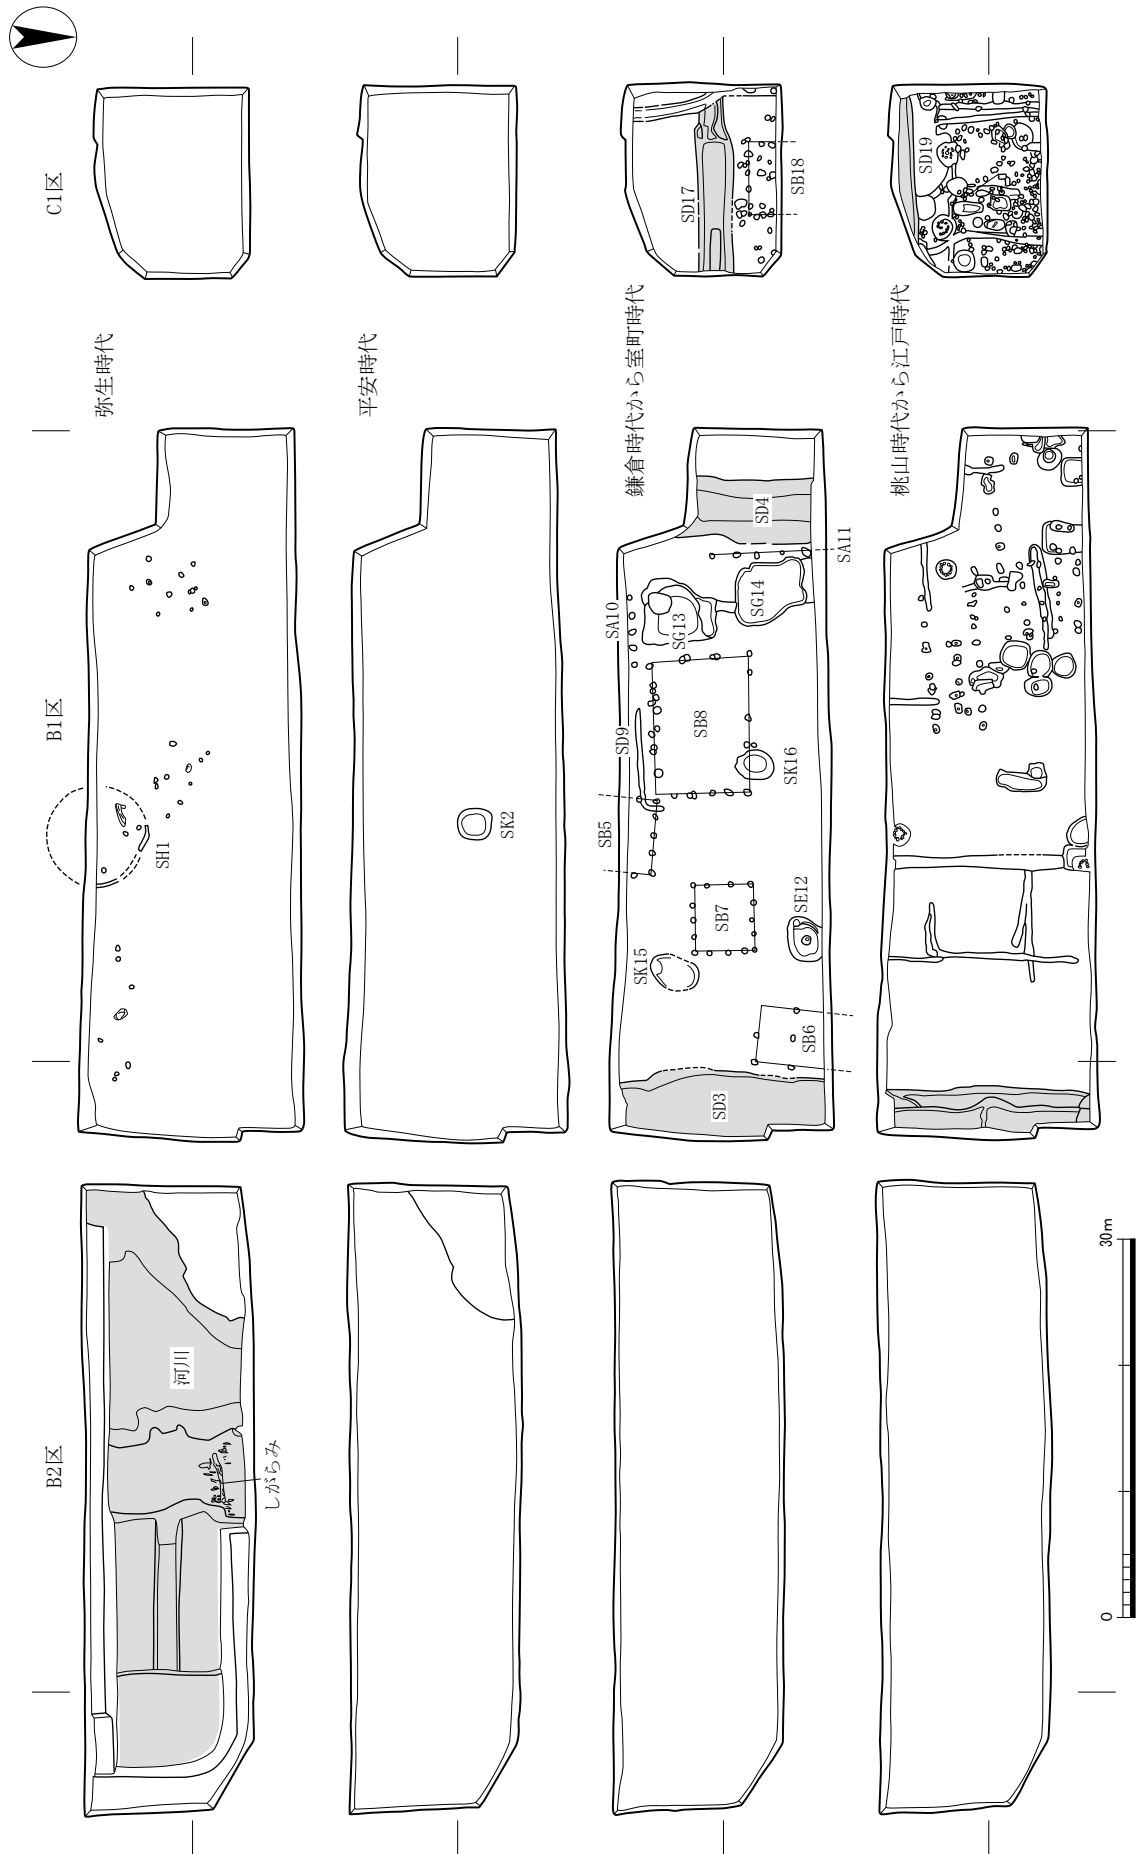 C1区
B1区
B2区
弥生時代
SH1
河川
しがらみ
平安時代
SK2
鎌倉時代から室町時代
SD17
SB18
SD4
SA11
SA10
SG13
SG14
SD9
SB8
SK16
SB5
SB7
SE12
SK15
SB6
SD3
桃山時代から江戸時代
SD19
0
30m